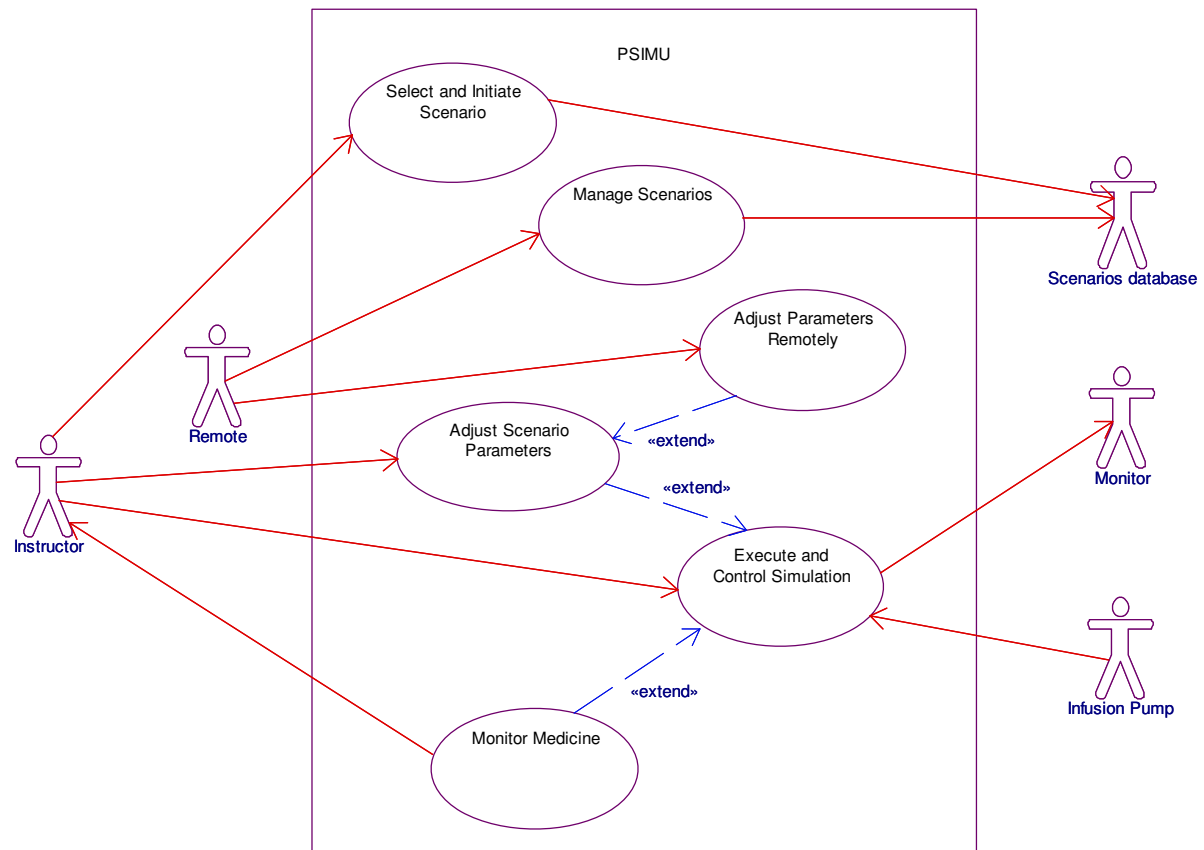 PSIMU
Select and Initiate
Scenario
Manage Scenarios
Scenarios database
Adjust Parameters
Remotely
Remote
«extend»
Adjust Scenario
Parameters
Monitor
«extend»
Instructor
Execute and
Control Simulation
«extend»
Infusion Pump
Monitor Medicine